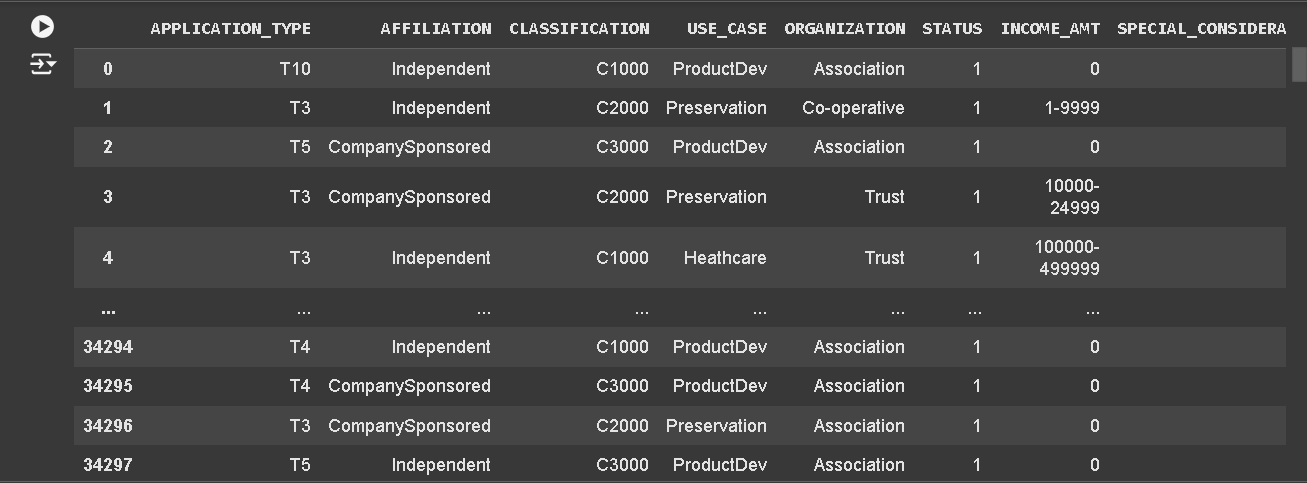 APPLICATION_TYPE AFFILIATION CLASSIFICATION USE_CASE ORGANIZATION STATUS INCOME_AMT SPECIAL_CONSIDERA
0 T10 Independent C1000 ProductDev Association 1 0
1 T3 Independent C2000 Preservation Co-operative 1 1-9999
2 T5 CompanySponsored C3000 ProductDev Association 1 0
3 T3 CompanySponsored C2000 Preservation Trust 1 10000-
24999
4 T3 Independent C1000 Heathcare Trust 1 100000-
499999
... ... ... ... ... ... ... ...
34294 T4 Independent C1000 ProductDev Association 1 0
34295 T4 CompanySponsored C3000 ProductDev Association 1 0
34296 T3 CompanySponsored C2000 Preservation Association 1 0
34297 T5 Independent C3000 ProductDev Association 1 0